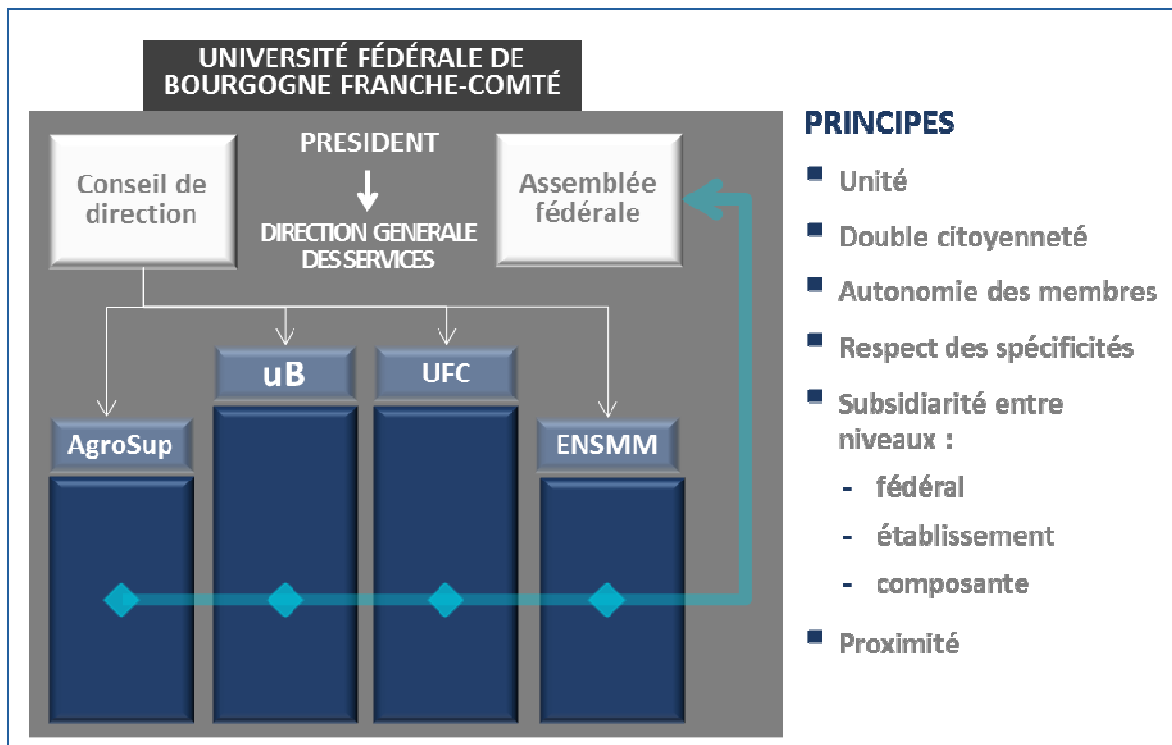 UNIVERSITÉ FÉDÉRALE DE
BOURGOGNE FRANCHE-COMTÉ
Conseil de
direction
PRESIDENT
DIRECTION GENERALE
DES SERVICES
Assemblée
fédérale
AgroSup
uB
UFC
ENSMM
PRINCIPES
▪ Unité
▪ Double citoyenneté
▪ Autonomie des membres
▪ Respect des spécificités
▪ Subsidiarité entre
niveaux :
- fédéral
- établissement
- composante
▪ Proximité